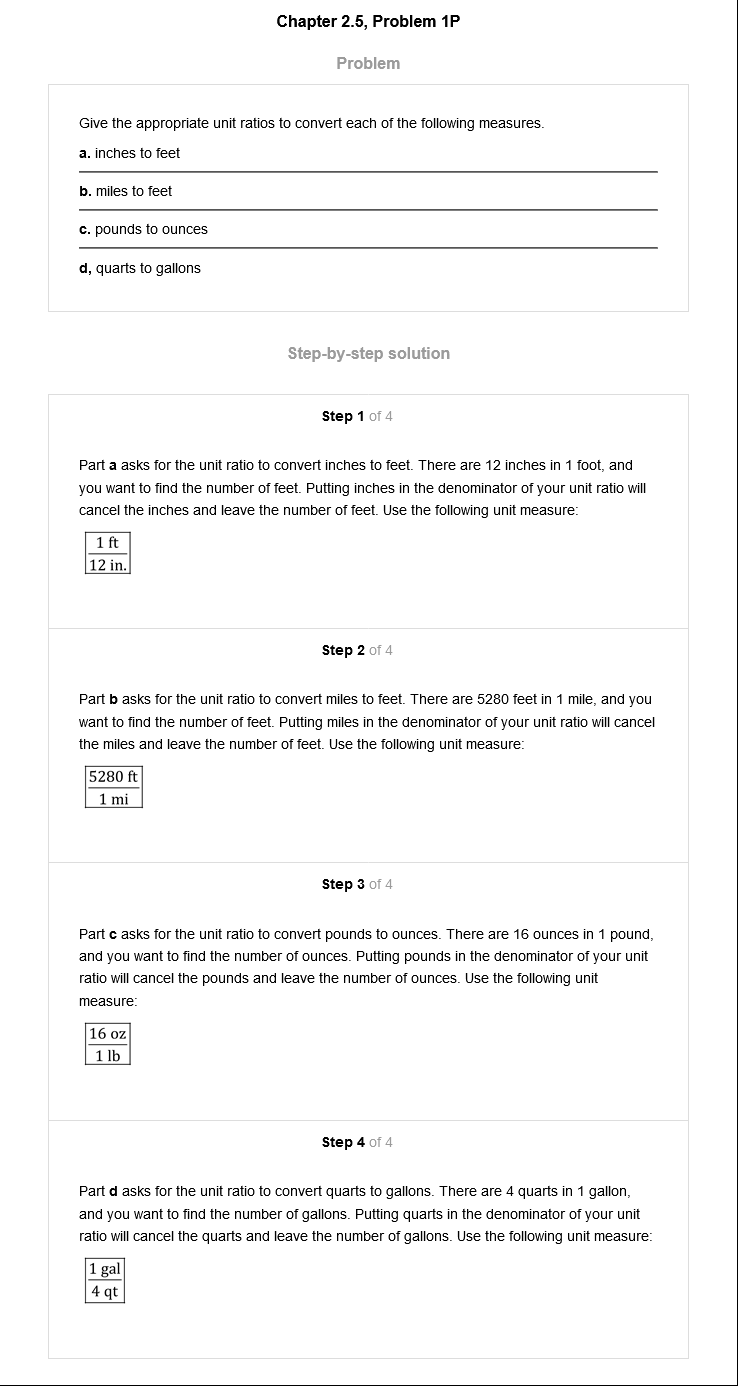 Chapter 2.5, Problem 1P
Problem
Give the appropriate unit ratios to convert each of the following measures.
a. inches to feet
b. miles to feet
c. pounds to ounces
d, quarts to gallons
Step-by-step solution
Step 1 of 4
Part a asks for the unit ratio to convert inches to feet. There are 12 inches in 1 foot, and
you want to find the number of feet. Putting inches in the denominator of your unit ratio will
cancel the inches and leave the number of feet. Use the following unit measure:
1 ft
12 in.
Step 2 of 4
Part b asks for the unit ratio to convert miles to feet. There are 5280 feet in 1 mile, and you
want to find the number of feet. Putting miles in the denominator of your unit ratio will cancel
the miles and leave the number of feet. Use the following unit measure:
5280 ft
1 mi
Step 3 of 4
Part c asks for the unit ratio to convert pounds to ounces. There are 16 ounces in 1 pound,
and you want to find the number of ounces. Putting pounds in the denominator of your unit
ratio will cancel the pounds and leave the number of ounces. Use the following unit
measure:
16 oz
1 lb
Step 4 of 4
Part d asks for the unit ratio to convert quarts to gallons. There are 4 quarts in 1 gallon,
and you want to find the number of gallons. Putting quarts in the denominator of your unit
ratio will cancel the quarts and leave the number of gallons. Use the following unit measure:
1 gal
4 qt